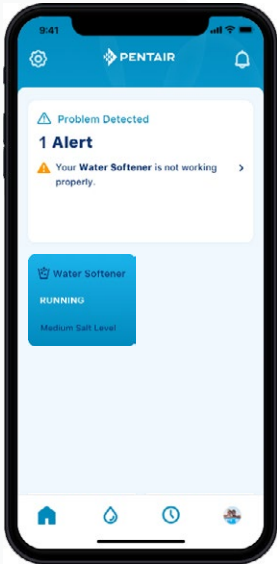 9:41
PENTAIR
Problem Detected
1 Alert
Your Water Softener is not working
properly.
Water Softener
RUNNING
Medium Salt Level